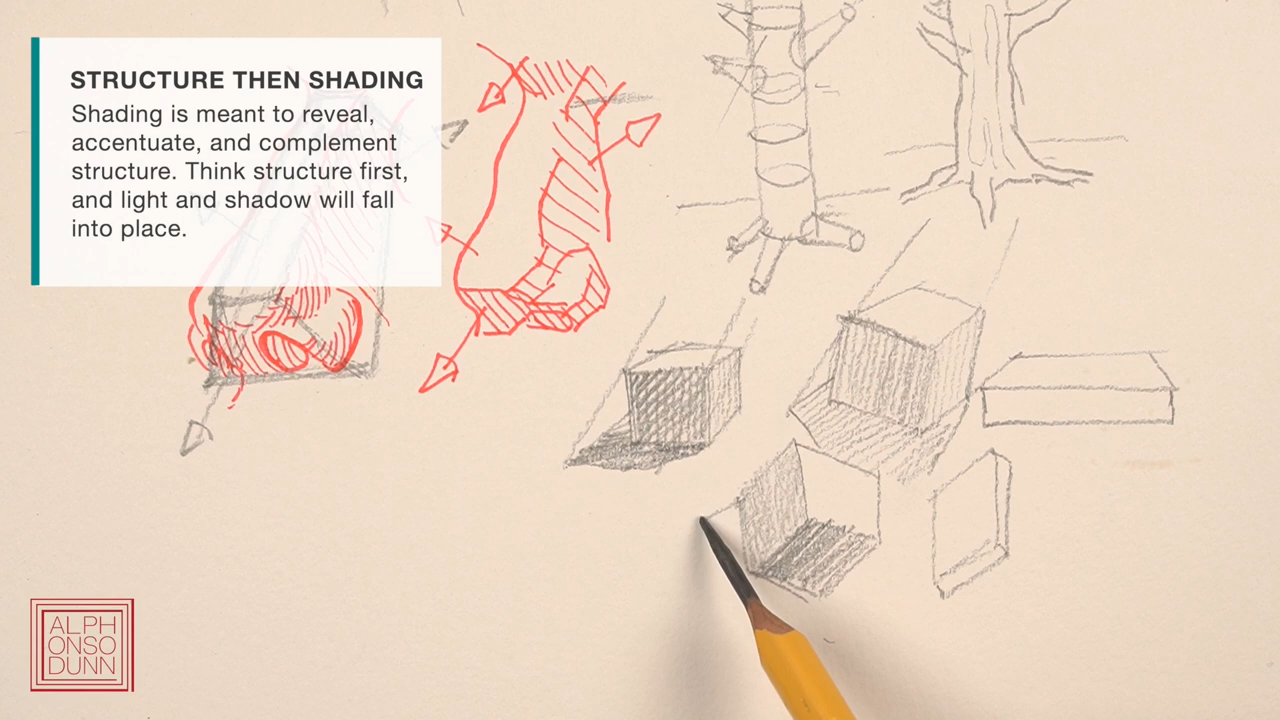 STRUCTURE THEN SHADING
Shading is meant to reveal,
accentuate, and complement
structure. Think structure first,
and light and shadow will fall
into place.
ALPH
ONSO
DUNN